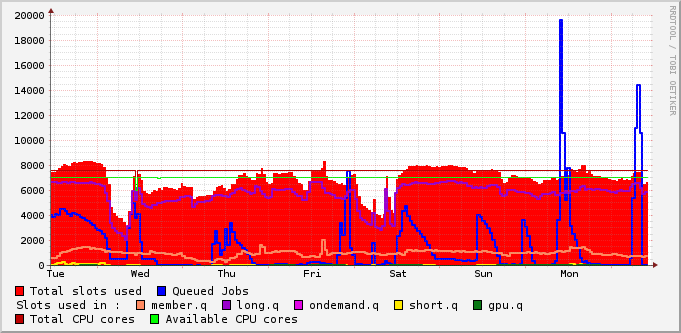 20000
18000
16000
14000
12000
10000
8000
6000
4000
2000
0
Tue Wed Thu Fri Sat Sun Mon
RRDTOOL / TOBI OETIKER
Total slots used Queued Jobs
Slots used in : member.q long.q ondemand.q short.q gpu.q
Total CPU cores Available CPU cores